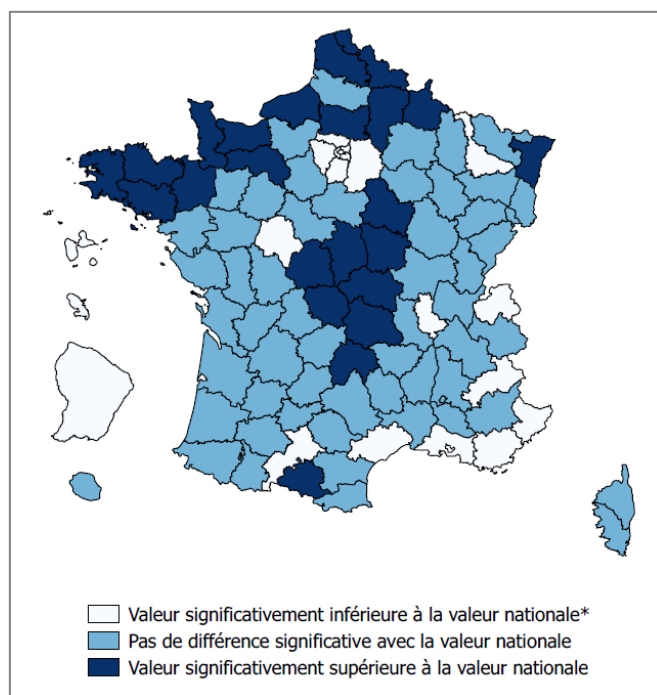 Valeur significativement inférieure à la valeur nationale*
Pas de différence significative avec la valeur nationale
Valeur significativement supérieure à la valeur nationale